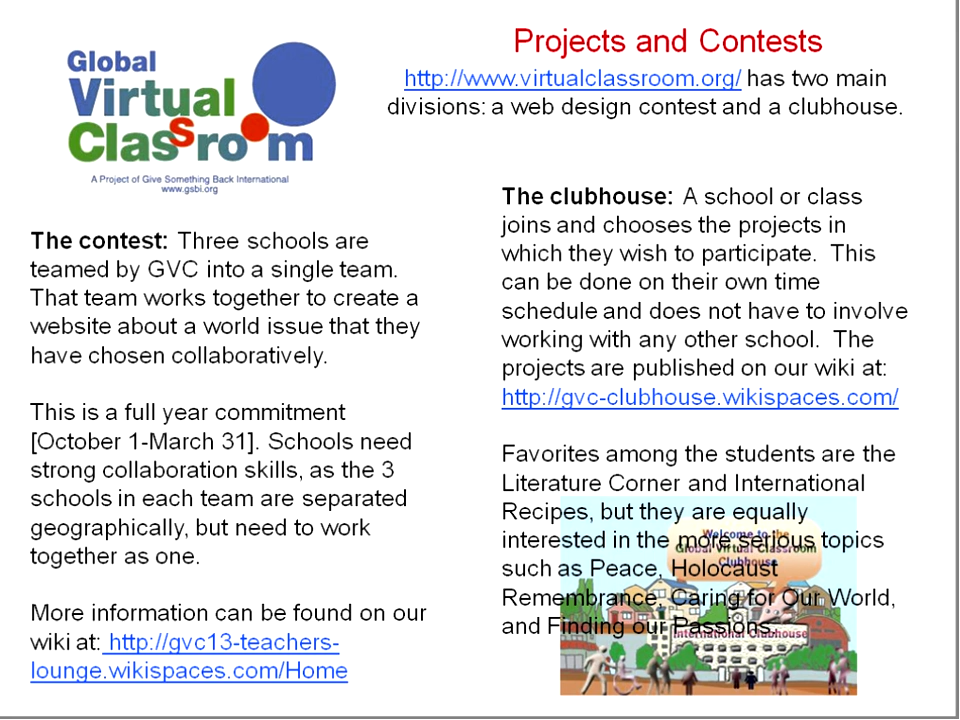 Global
Virtual
Classroom
A Project of Give Something Back International
www.gsbi.org
Projects and Contests
http://www.virtualclassroom.org/ has two main
divisions: a web design contest and a clubhouse.
The contest: Three schools are
teamed by GVC into a single team.
That team works together to create a
website about a world issue that they
have chosen collaboratively.
This is a full year commitment
[October 1-March 31]. Schools need
strong collaboration skills, as the 3
schools in each team are separated
geographically, but need to work
together as one.
More information can be found on our
wiki at: http://gvc13-teachers-
lounge.wikispaces.com/Home
The clubhouse: A school or class
joins and chooses the projects in
which they wish to participate. This
can be done on their own time
schedule and does not have to involve
working with any other school. The
projects are published on our wiki at:
http://gvc-clubhouse.wikispaces.com/
Favorites among the students are the
Literature Corner and International
Recipes, but they are equally
interested in the more serious topics
such as Peace, Holocaust
Remembrance, Caring for Our World,
and Finding our Passions.
Welcome to the
Global Virtual Classroom
Clubhouse
International Clubhouse